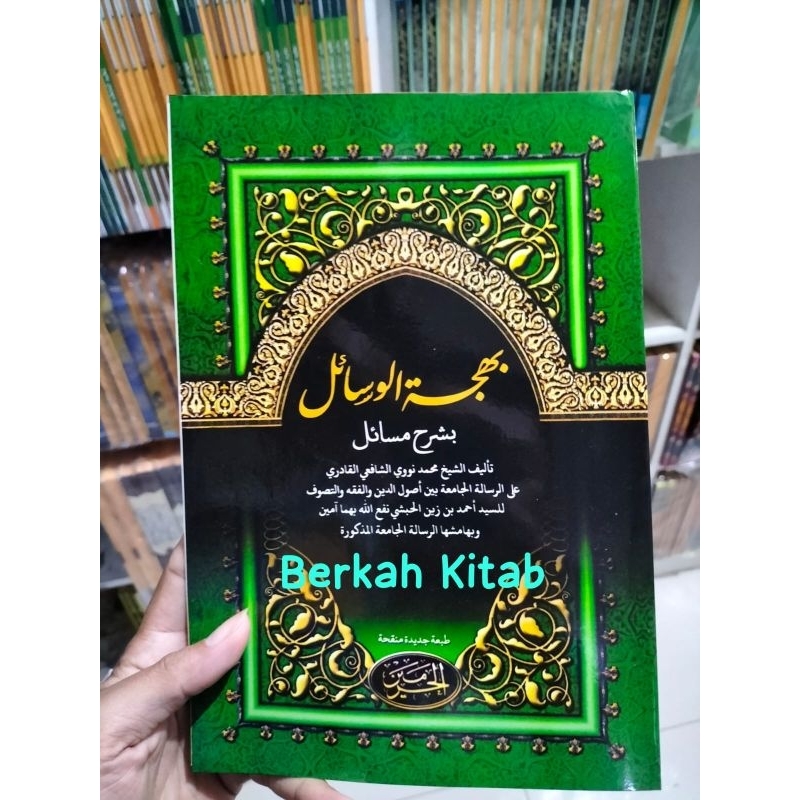 بهجة الوسائل
بشرح مسائل
تأليف الشيخ محمد نووي الشافعي القادري
على الرسالة الجامعة بين أصول الدين والفقه والتصوف
للسيد أحمد بن زين الحبشي نفع الله بهما آمين
وبهامشها الرسالة الجامعة المذكورة
Berkah Kitab
طبعة جديدة منقحة
الحرمين